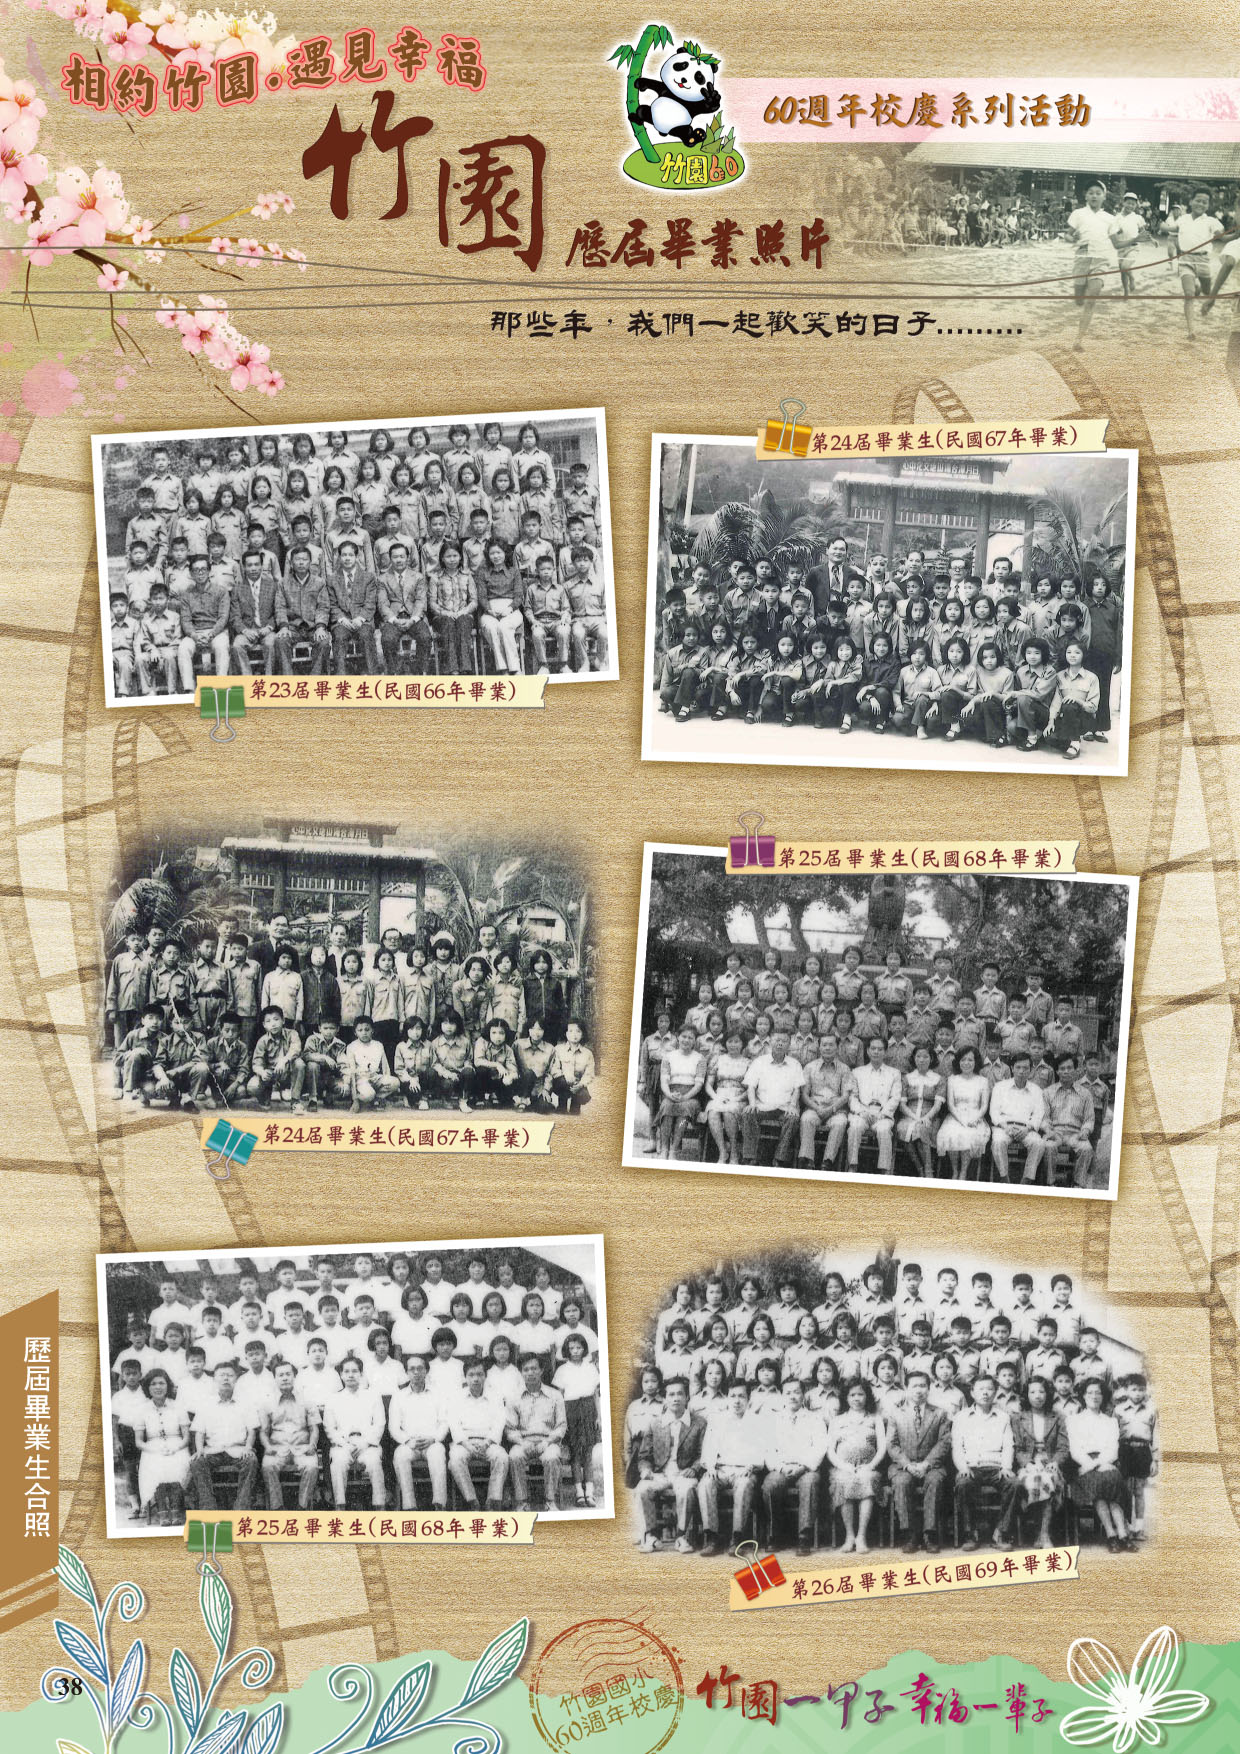 相約竹園.遇見幸福
竹園60
60週年校慶系列活動
竹園
歷屆畢業照片
那些年．我們一起歡笑的日子.........
第23屆畢業生(民國66年畢業)
第24屆畢業生(民國67年畢業)
第24屆畢業生(民國67年畢業)
第25屆畢業生(民國68年畢業)
第25屆畢業生(民國68年畢業)
第26屆畢業生(民國69年畢業)
歷屆畢業生合照
38
竹園國小
60週年校慶
竹園一甲子 幸福一輩子